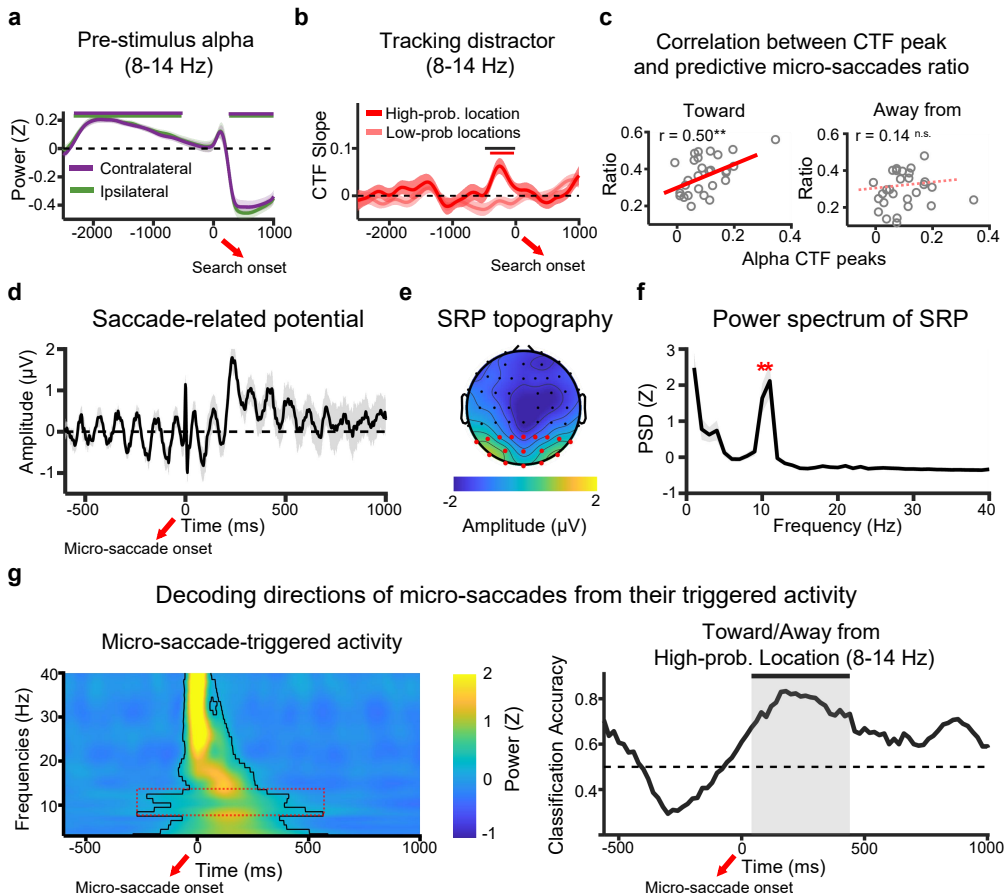 a
Pre-stimulus alpha
(8-14 Hz)
Power (Z)
0.2
0
-0.4
Contralateral
Ipsilateral
-2000 -1000 0 1000
Search onset
b
Tracking distractor
(8-14 Hz)
CTF Slope
0.1
0
High-prob. location
Low-prob locations
-2000 -1000 0 1000
Search onset
c
Correlation between CTF peak
and predictive micro-saccades ratio
Toward
r = 0.50**
Ratio
0.6
0.4
0.2
0 0.2 0.4
Away from
r = 0.14 n.s.
Ratio
0.4
0.2
0 0.2 0.4
Alpha CTF peaks
d
Saccade-related potential
Amplitude (µV)
2
1
0
-1
-500 0 500 1000
Time (ms)
Micro-saccade onset
e
SRP topography
-2 2
Amplitude (µV)
f
Power spectrum of SRP
PSD (Z)
3
2
1
0
-1
**
0 10 20 30 40
Frequency (Hz)
g
Decoding directions of micro-saccades from their triggered activity
Micro-saccade-triggered activity
Frequencies (Hz)
40
30
20
10
-500 0 500 1000
Time (ms)
Micro-saccade onset
2
1
0
-1
Power (Z)
Toward/Away from
High-prob. Location (8-14 Hz)
Classification Accuracy
0.8
0.6
0.4
0.2
-500 0 500 1000
Time (ms)
Micro-saccade onset